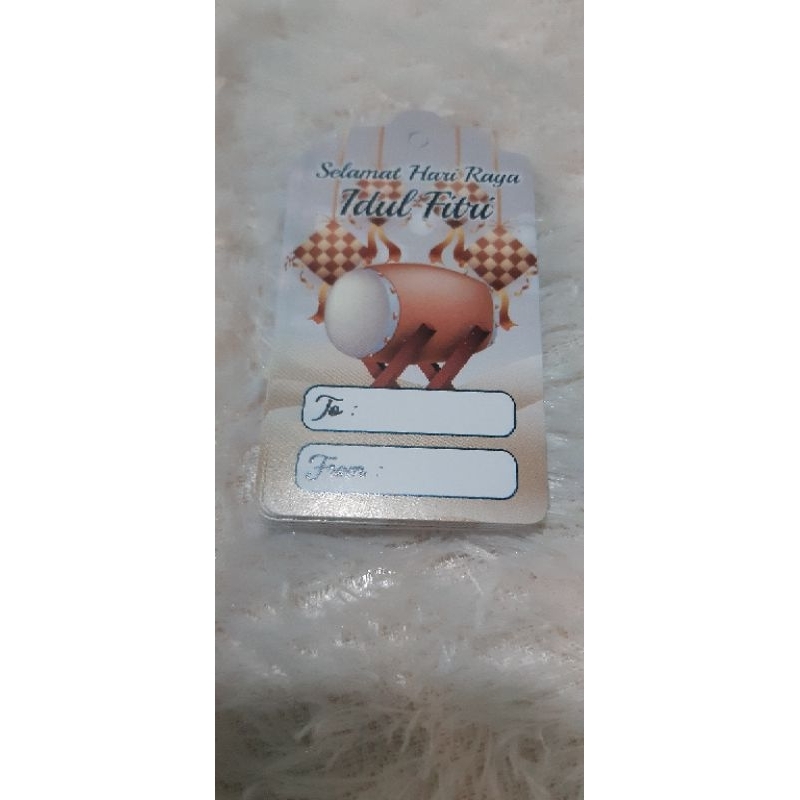 Selamat Hari Raya
Idul Fitri
To :
From :